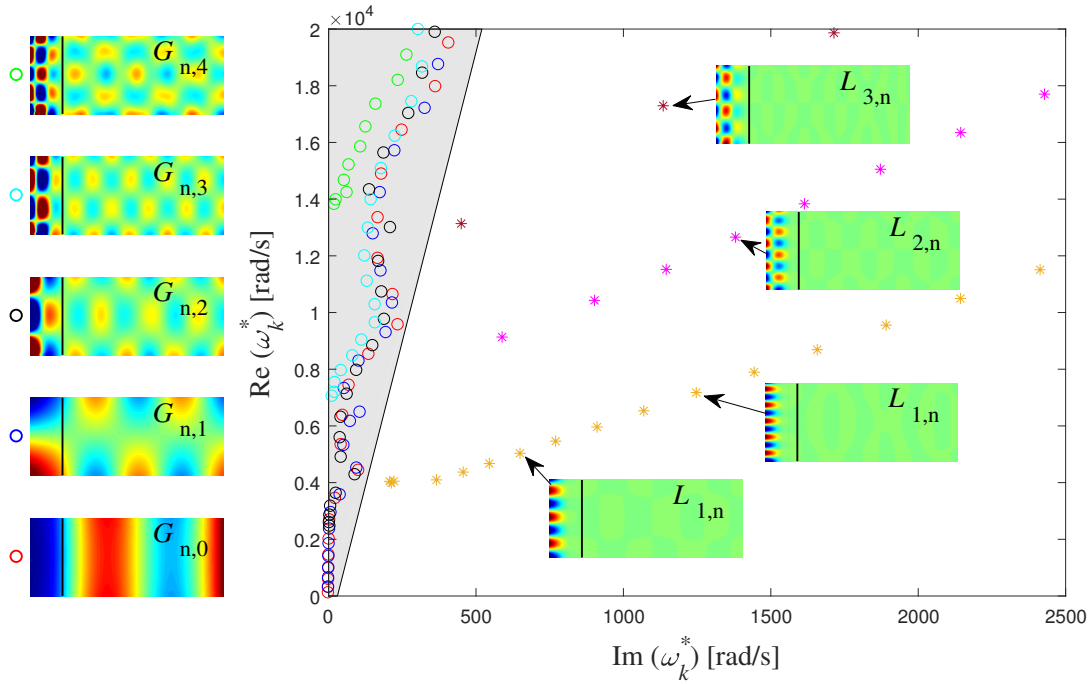 G n,4
G n,3
G n,2
G n,1
G n,0
× 10^4
2
1.8
1.6
1.4
1.2
1
0.8
0.6
0.4
0.2
0
Re (ω*_k) [rad/s]
L 3,n
L 2,n
L 1,n
L 1,n
0 500 1000 1500 2000 2500
Im (ω*_k) [rad/s]